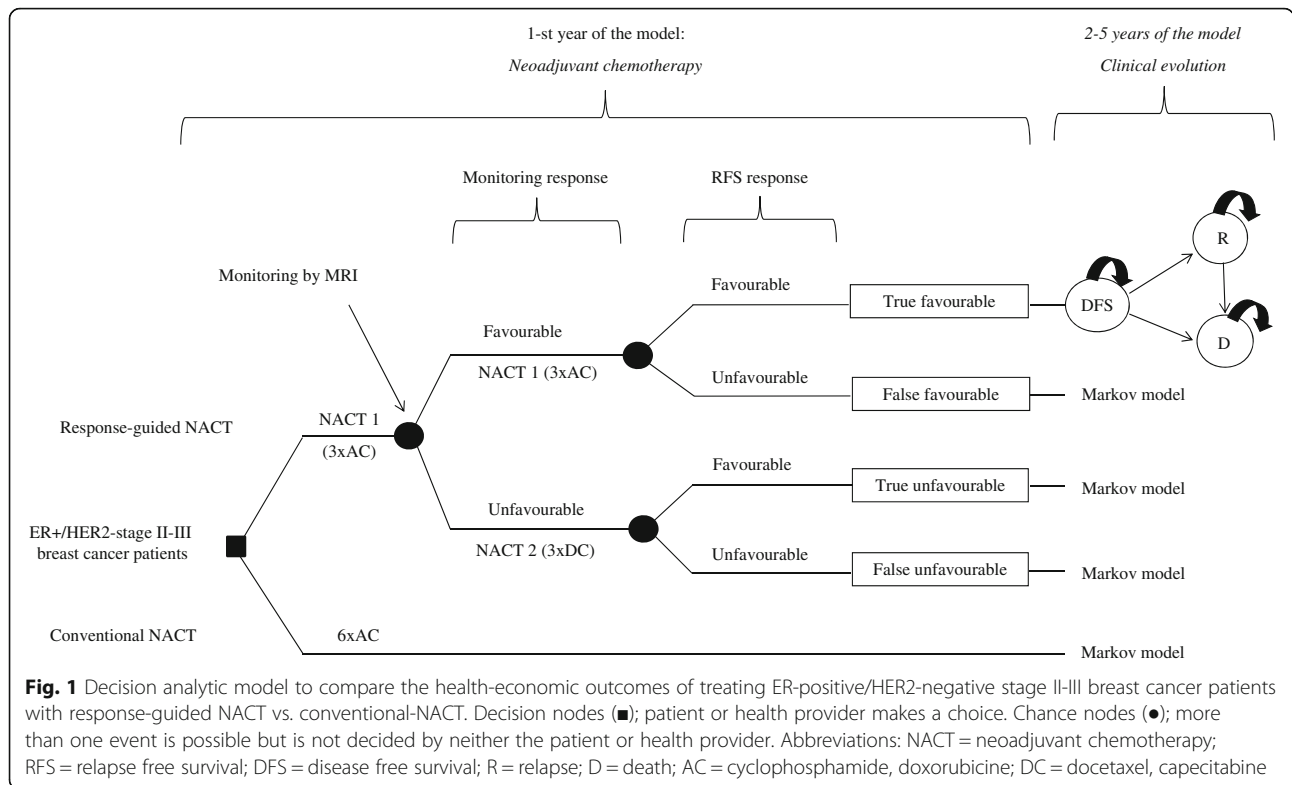 1-st year of the model:
Neoadjuvant chemotherapy
2-5 years of the model
Clinical evolution
Monitoring response
RFS response
Monitoring by MRI
R
DFS
D
Favourable
True favourable
Favourable
NACT 1 (3xAC)
Unfavourable
False favourable
Markov model
Response-guided NACT
NACT 1
(3xAC)
Favourable
True unfavourable
Markov model
Unfavourable
NACT 2 (3xDC)
Unfavourable
False unfavourable
Markov model
ER+/HER2-stage II-III
breast cancer patients
Conventional NACT
6xAC
Markov model
Fig. 1 Decision analytic model to compare the health-economic outcomes of treating ER-positive/HER2-negative stage II-III breast cancer patients
with response-guided NACT vs. conventional-NACT. Decision nodes (■); patient or health provider makes a choice. Chance nodes (●); more
than one event is possible but is not decided by neither the patient or health provider. Abbreviations: NACT = neoadjuvant chemotherapy;
RFS = relapse free survival; DFS = disease free survival; R = relapse; D = death; AC = cyclophosphamide, doxorubicine; DC = docetaxel, capecitabine